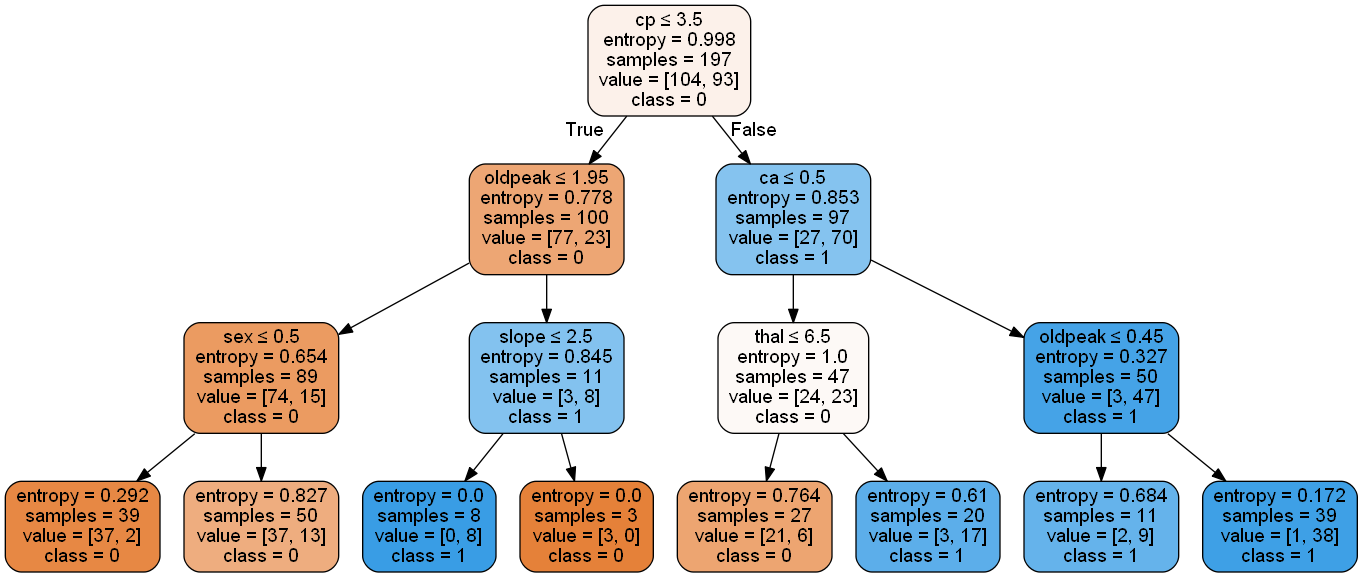 cp ≤ 3.5
entropy = 0.998
samples = 197
value = [104, 93]
class = 0
True
False
oldpeak ≤ 1.95
entropy = 0.778
samples = 100
value = [77, 23]
class = 0
ca ≤ 0.5
entropy = 0.853
samples = 97
value = [27, 70]
class = 1
sex ≤ 0.5
entropy = 0.654
samples = 89
value = [74, 15]
class = 0
slope ≤ 2.5
entropy = 0.845
samples = 11
value = [3, 8]
class = 1
thal ≤ 6.5
entropy = 1.0
samples = 47
value = [24, 23]
class = 0
oldpeak ≤ 0.45
entropy = 0.327
samples = 50
value = [3, 47]
class = 1
entropy = 0.292
samples = 39
value = [37, 2]
class = 0
entropy = 0.827
samples = 50
value = [37, 13]
class = 0
entropy = 0.0
samples = 8
value = [0, 8]
class = 1
entropy = 0.0
samples = 3
value = [3, 0]
class = 0
entropy = 0.764
samples = 27
value = [21, 6]
class = 0
entropy = 0.61
samples = 20
value = [3, 17]
class = 1
entropy = 0.684
samples = 11
value = [2, 9]
class = 1
entropy = 0.172
samples = 39
value = [1, 38]
class = 1